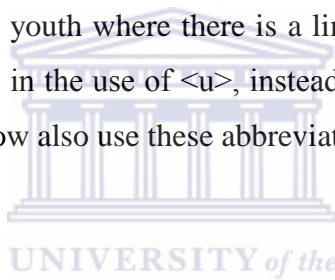 youth where there is a lin
in the use of <u>, instead
ow also use these abbreviat
UNIVERSITY of the